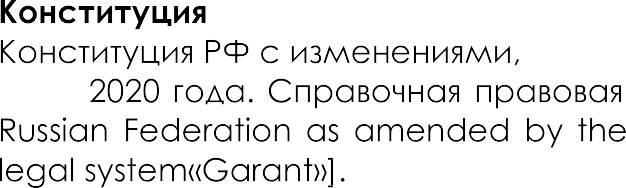 Конституция
Конституция РФ с изменениями,
2020 года. Справочная правовая
Russian Federation as amended by the
legal system«Garant»].